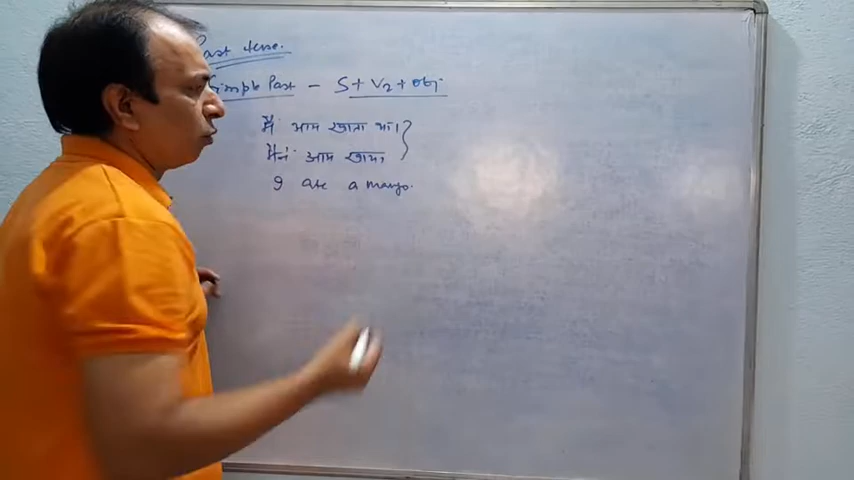 Past tense.
Simple Past - S + V2 + obj
मैं आम खाता था
मैंने आम खाया
I ate a mango.